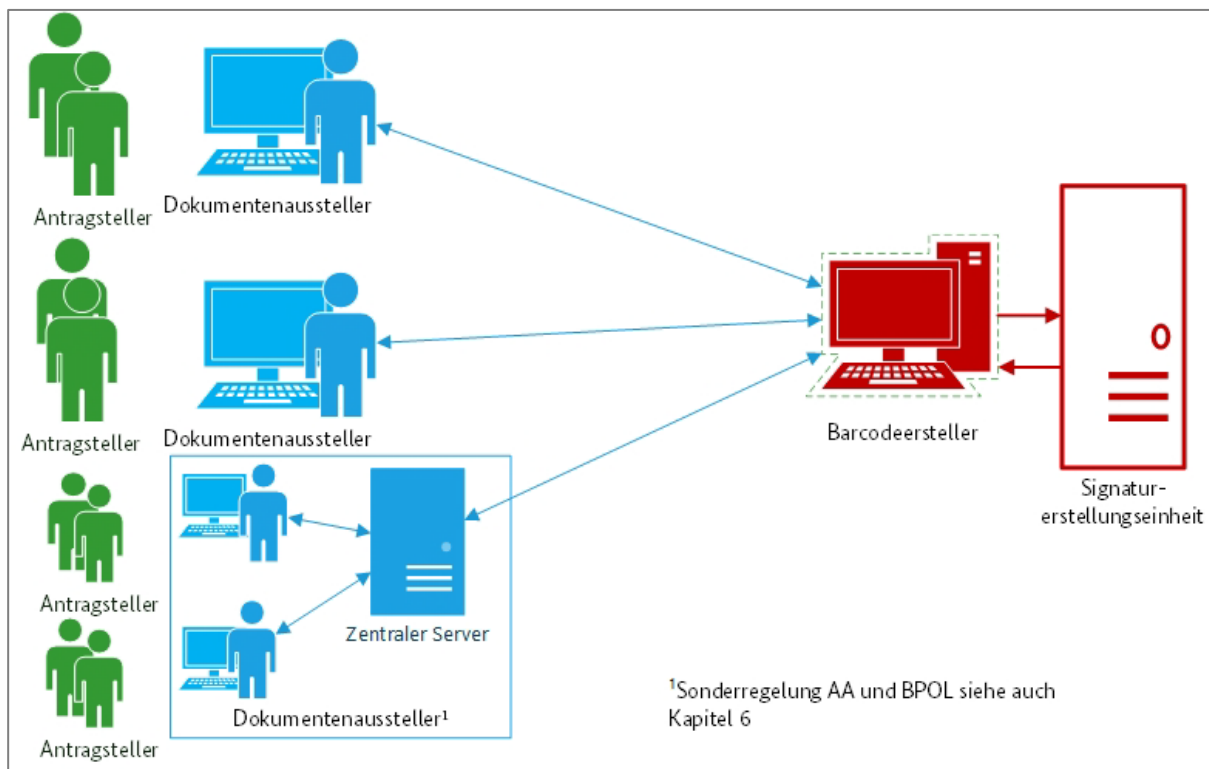 Antragsteller
Dokumentenaussteller
Antragsteller
Dokumentenaussteller
Barcodeersteller
Signatur-
erstellungseinheit
Antragsteller
Zentraler Server
Dokumentenaussteller¹
Antragsteller
¹Sonderregelung AA und BPOL siehe auch
Kapitel 6